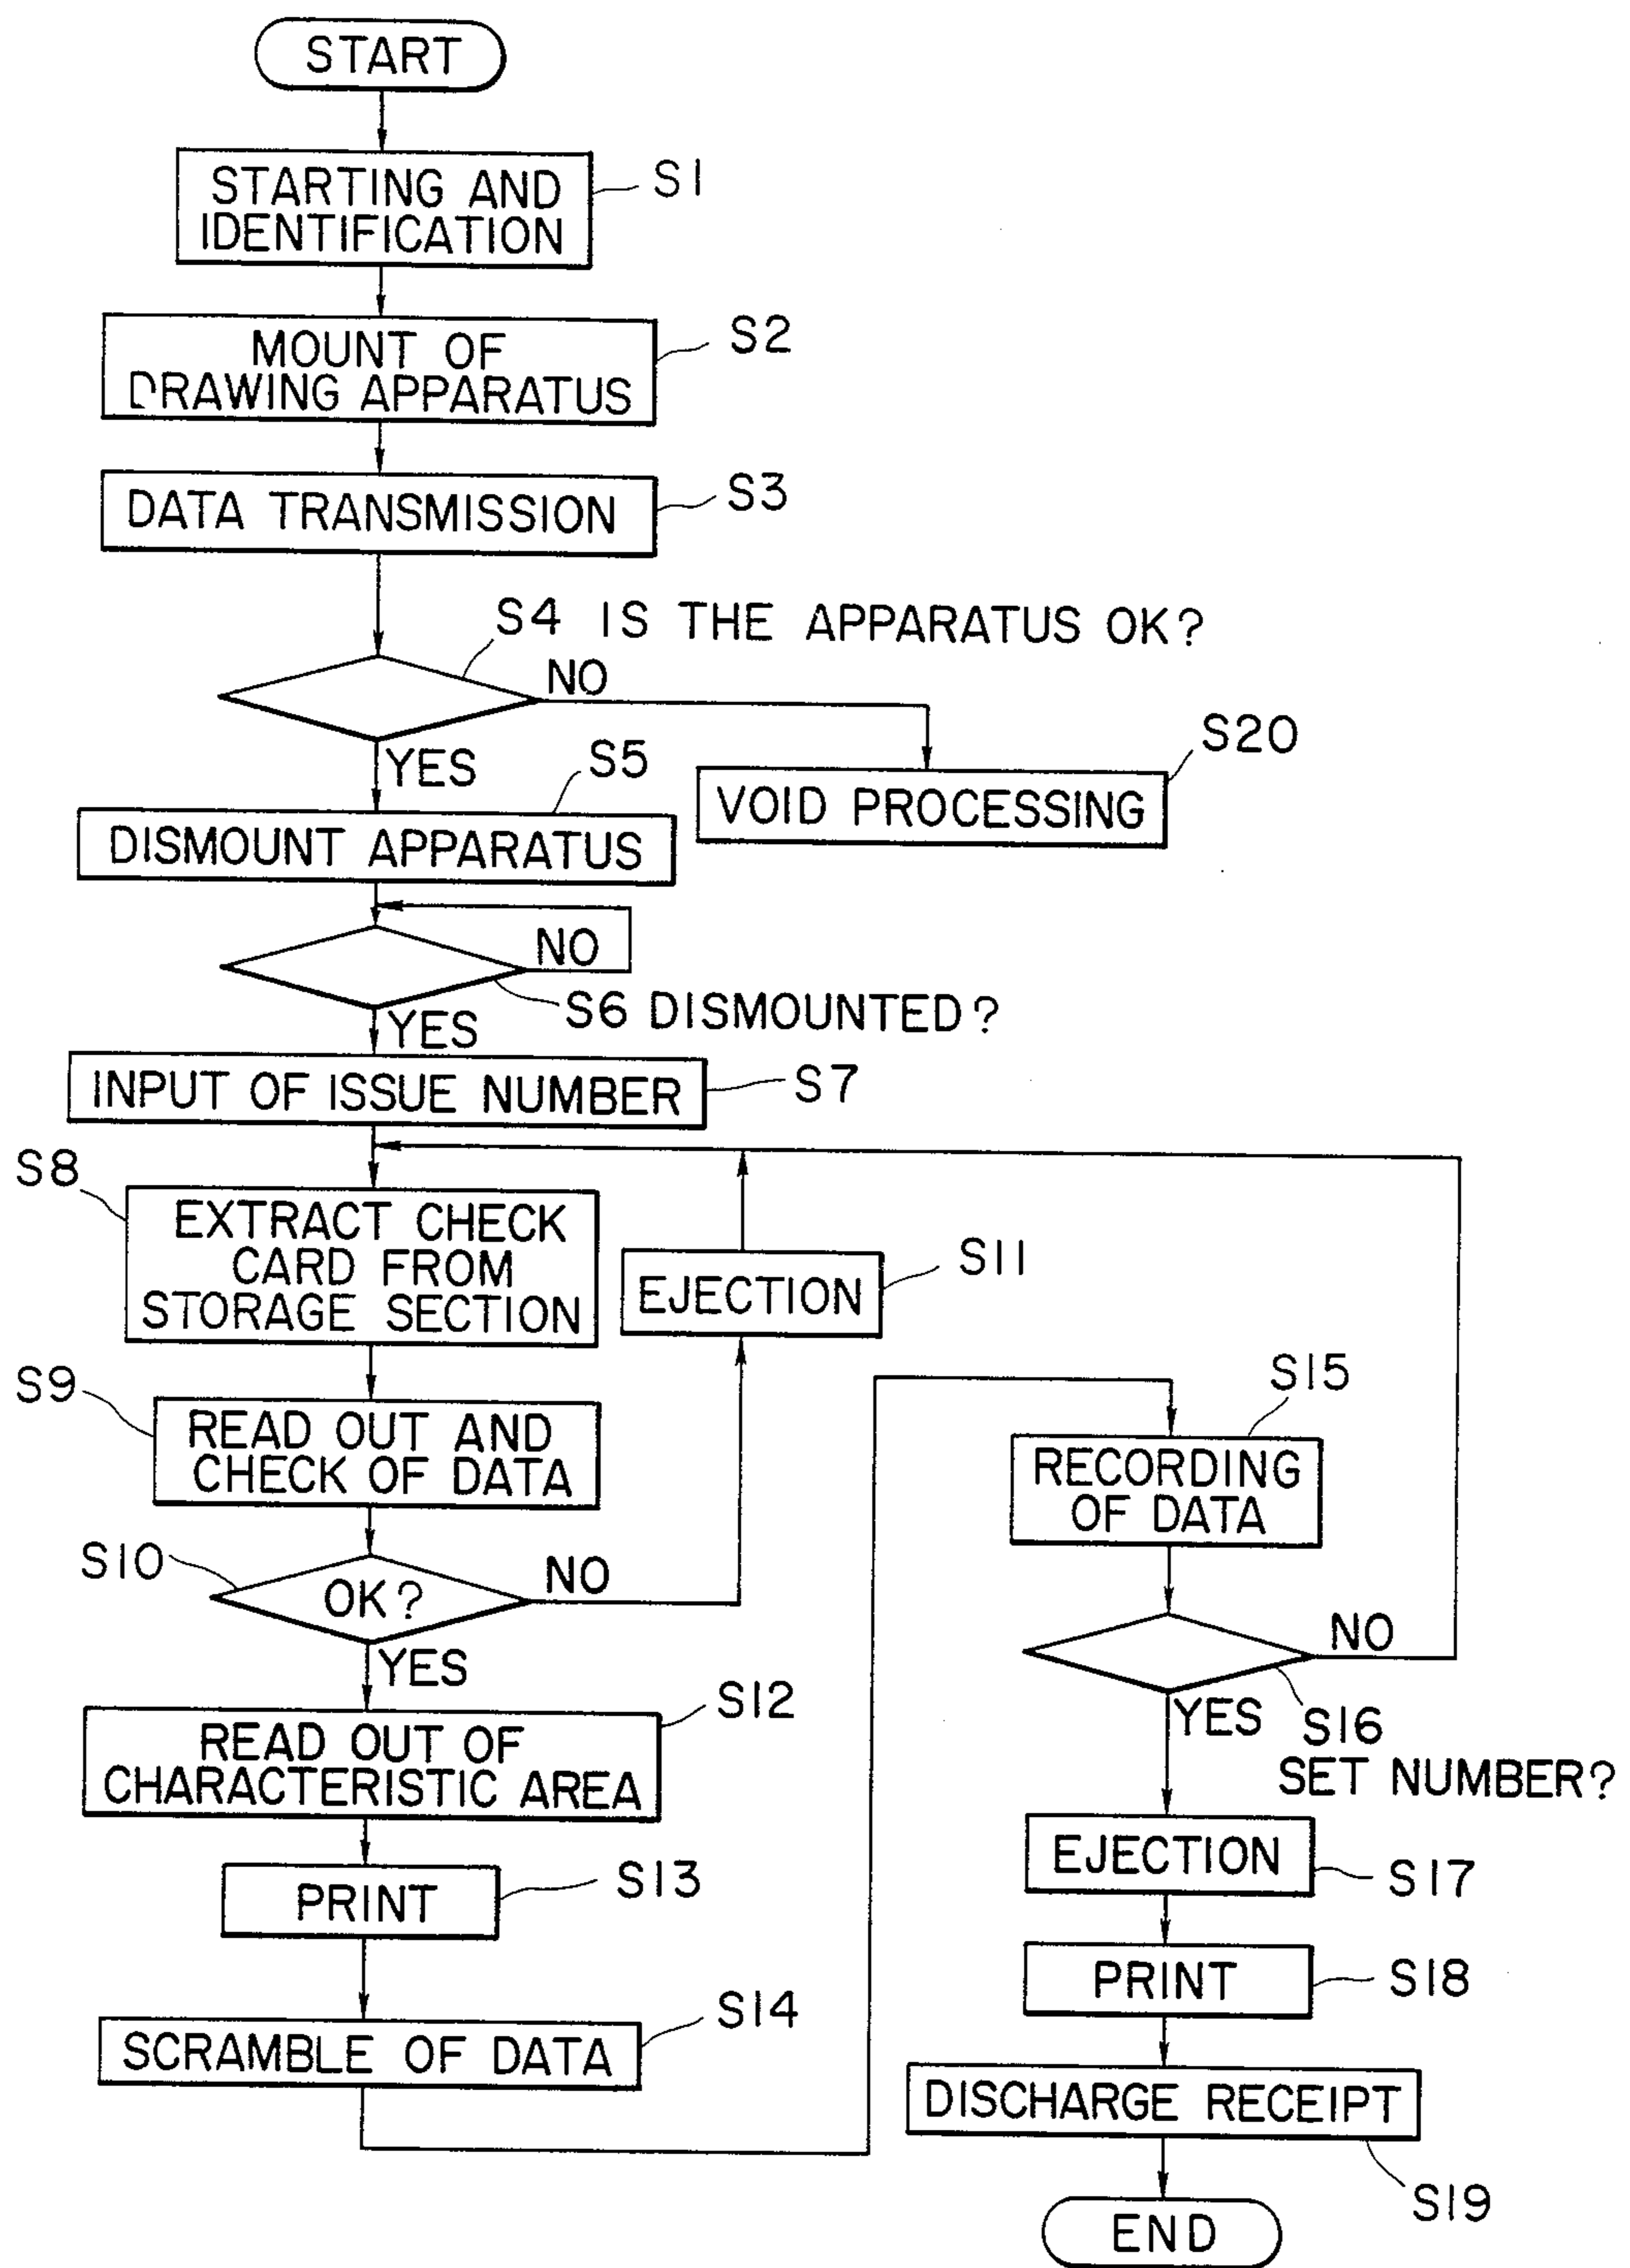 START
STARTING AND
IDENTIFICATION
S1
MOUNT OF
DRAWING APPARATUS
S2
DATA TRANSMISSION
S3
S4 IS THE APPARATUS OK?
NO
YES
S20
VOID PROCESSING
S5
DISMOUNT APPARATUS
NO
S6 DISMOUNTED?
YES
INPUT OF ISSUE NUMBER
S7
S8
EXTRACT CHECK
CARD FROM
STORAGE SECTION
EJECTION
S11
S9
READ OUT AND
CHECK OF DATA
S10
OK?
NO
YES
S12
READ OUT OF
CHARACTERISTIC AREA
PRINT
S13
SCRAMBLE OF DATA
S14
S15
RECORDING
OF DATA
NO
YES
S16
SET NUMBER?
EJECTION
S17
PRINT
S18
DISCHARGE RECEIPT
S19
END